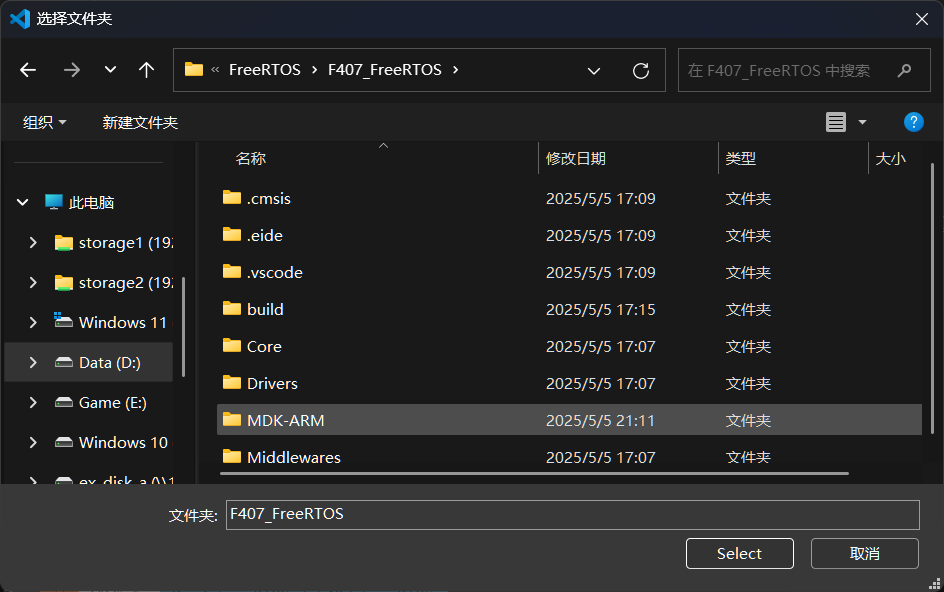 选择文件夹
« FreeRTOS › F407_FreeRTOS ›
在 F407_FreeRTOS 中搜索
组织 新建文件夹 ?
名称 修改日期 类型 大小
此电脑
storage1 (192
storage2 (192
Windows 11
Data (D:)
Game (E:)
Windows 10
ex_disk_a (\\1
.cmsis 2025/5/5 17:09 文件夹
.eide 2025/5/5 17:09 文件夹
.vscode 2025/5/5 17:09 文件夹
build 2025/5/5 17:15 文件夹
Core 2025/5/5 17:07 文件夹
Drivers 2025/5/5 17:07 文件夹
MDK-ARM 2025/5/5 21:11 文件夹
Middlewares 2025/5/5 17:07 文件夹
文件夹: F407_FreeRTOS
Select 取消